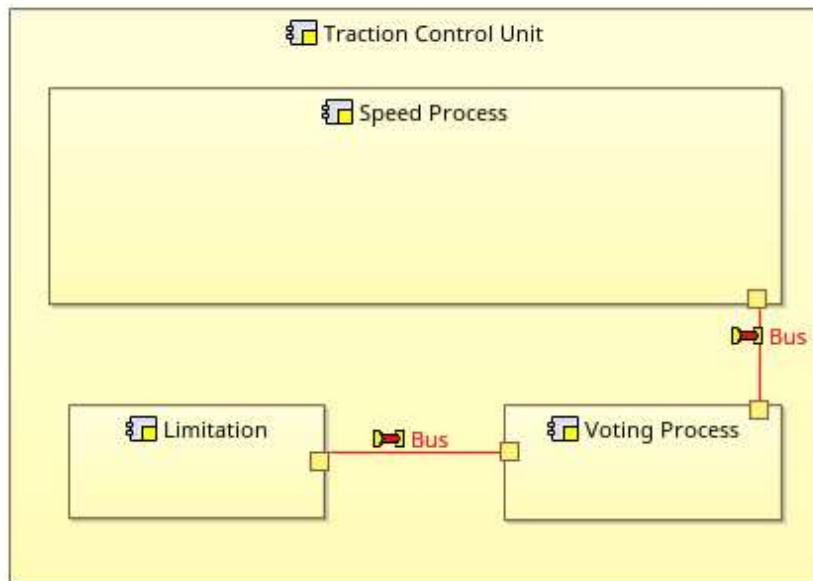 Traction Control Unit
Speed Process
Bus
Limitation
Bus
Voting Process